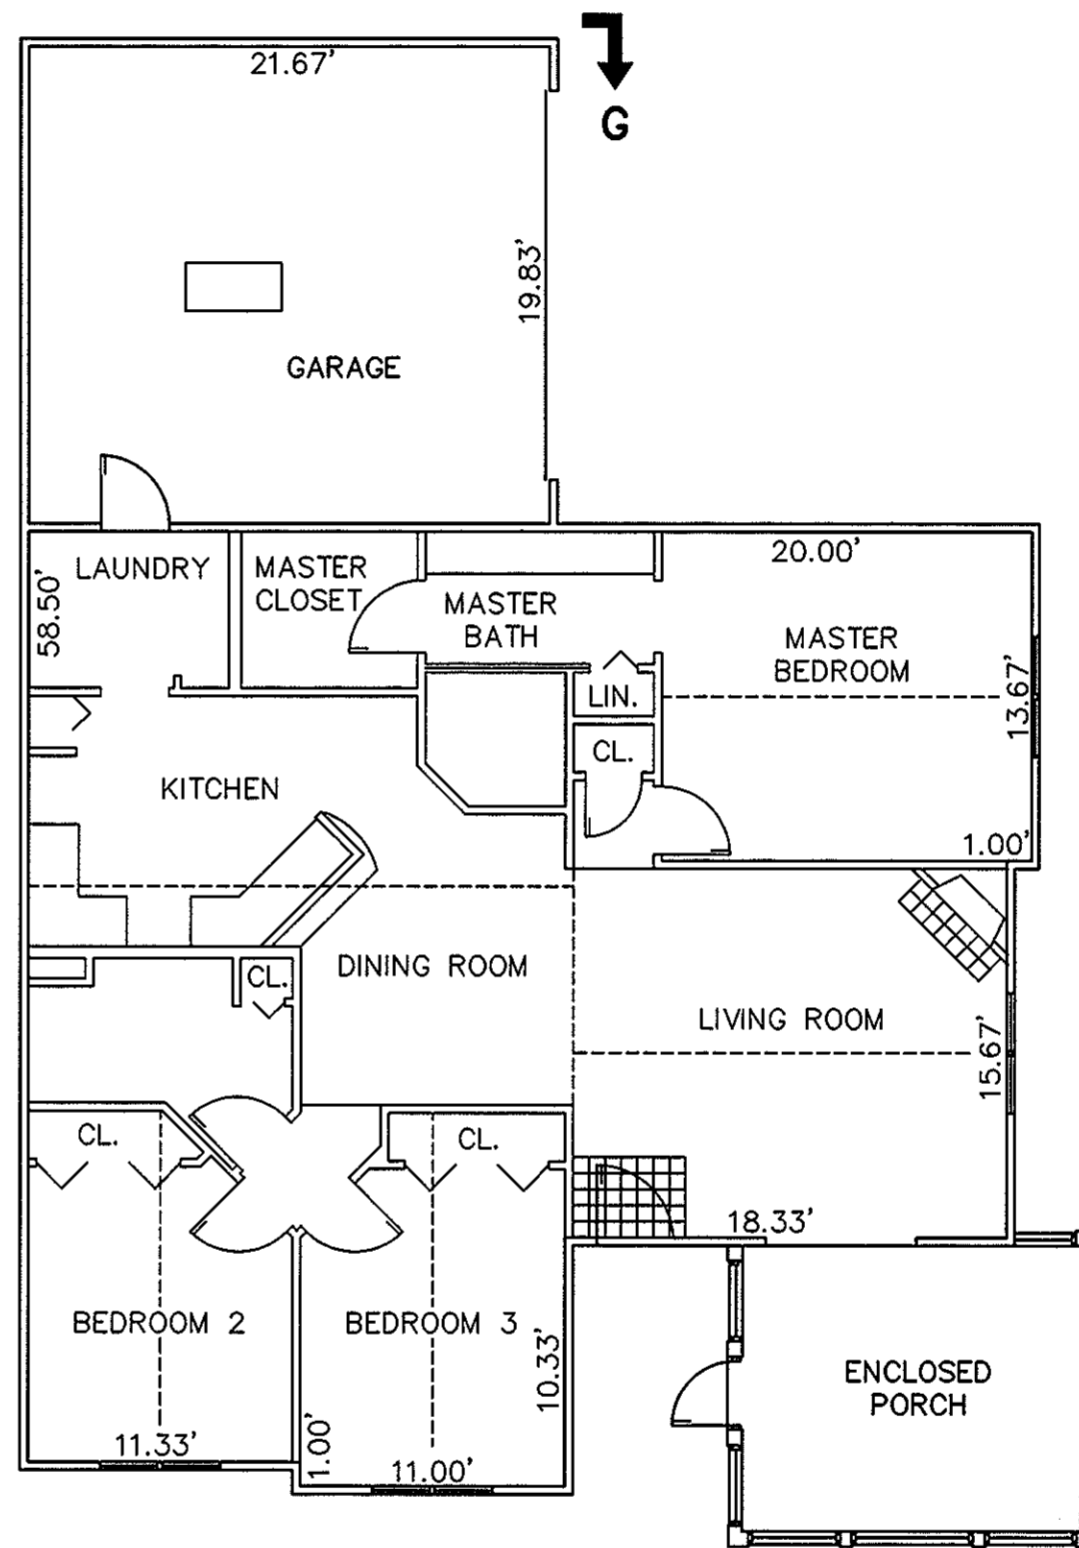 G
21.67'
19.83'
GARAGE
58.50'
LAUNDRY
MASTER
CLOSET
MASTER
BATH
20.00'
MASTER
BEDROOM
13.67'
LIN.
CL.
KITCHEN
1.00'
DINING ROOM
CL.
LIVING ROOM
15.67'
CL.
CL.
18.33'
BEDROOM 2
BEDROOM 3
10.33'
ENCLOSED
PORCH
11.33'
1.00'
11.00'